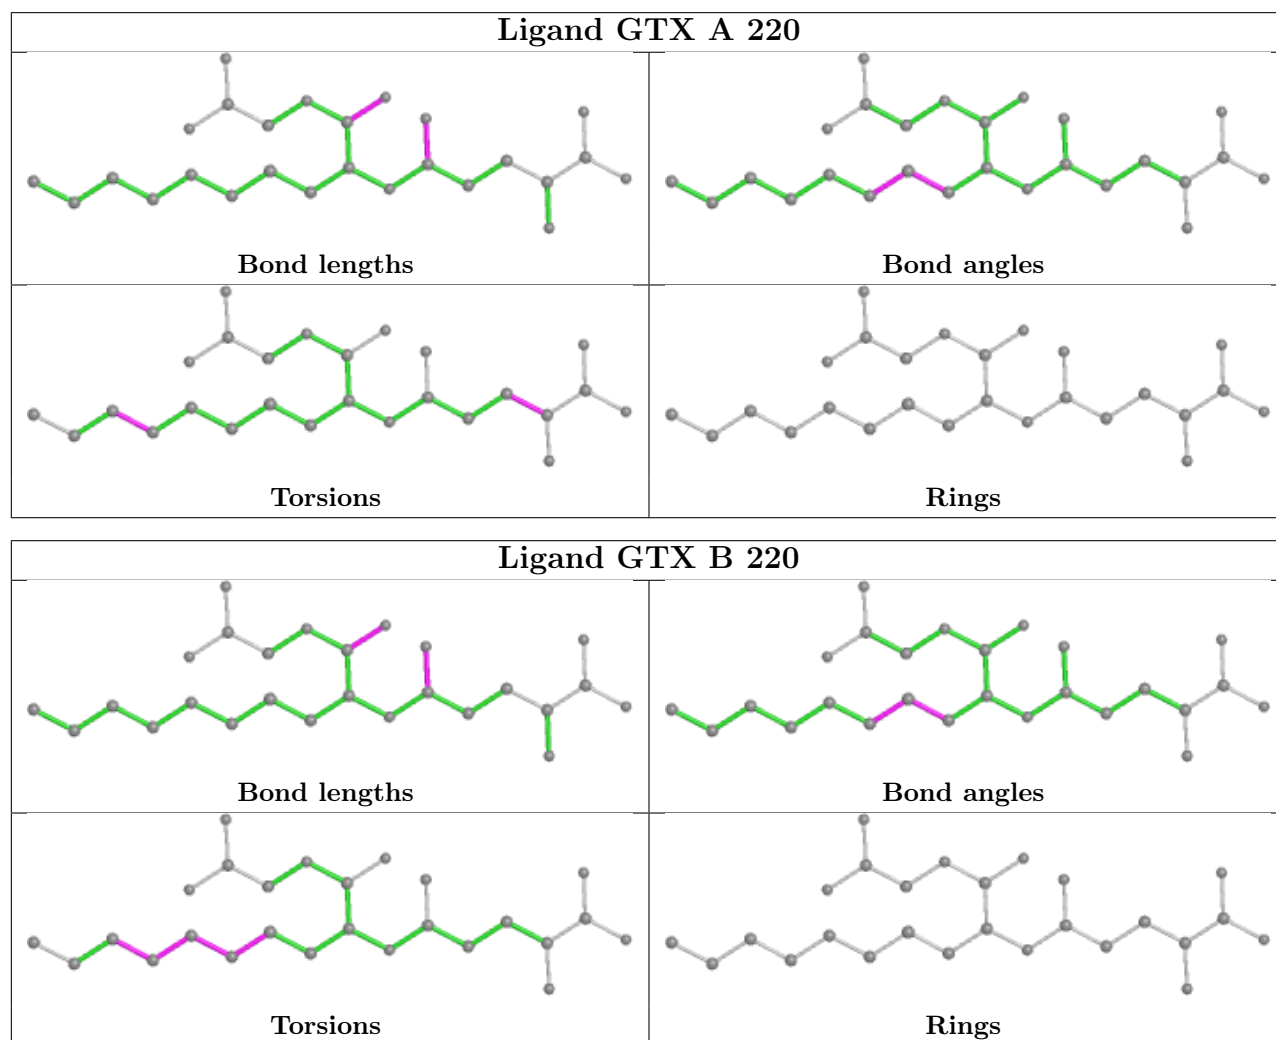 Ligand GTX A 220
Bond lengths
Bond angles
Torsions
Rings
Ligand GTX B 220
Bond lengths
Bond angles
Torsions
Rings